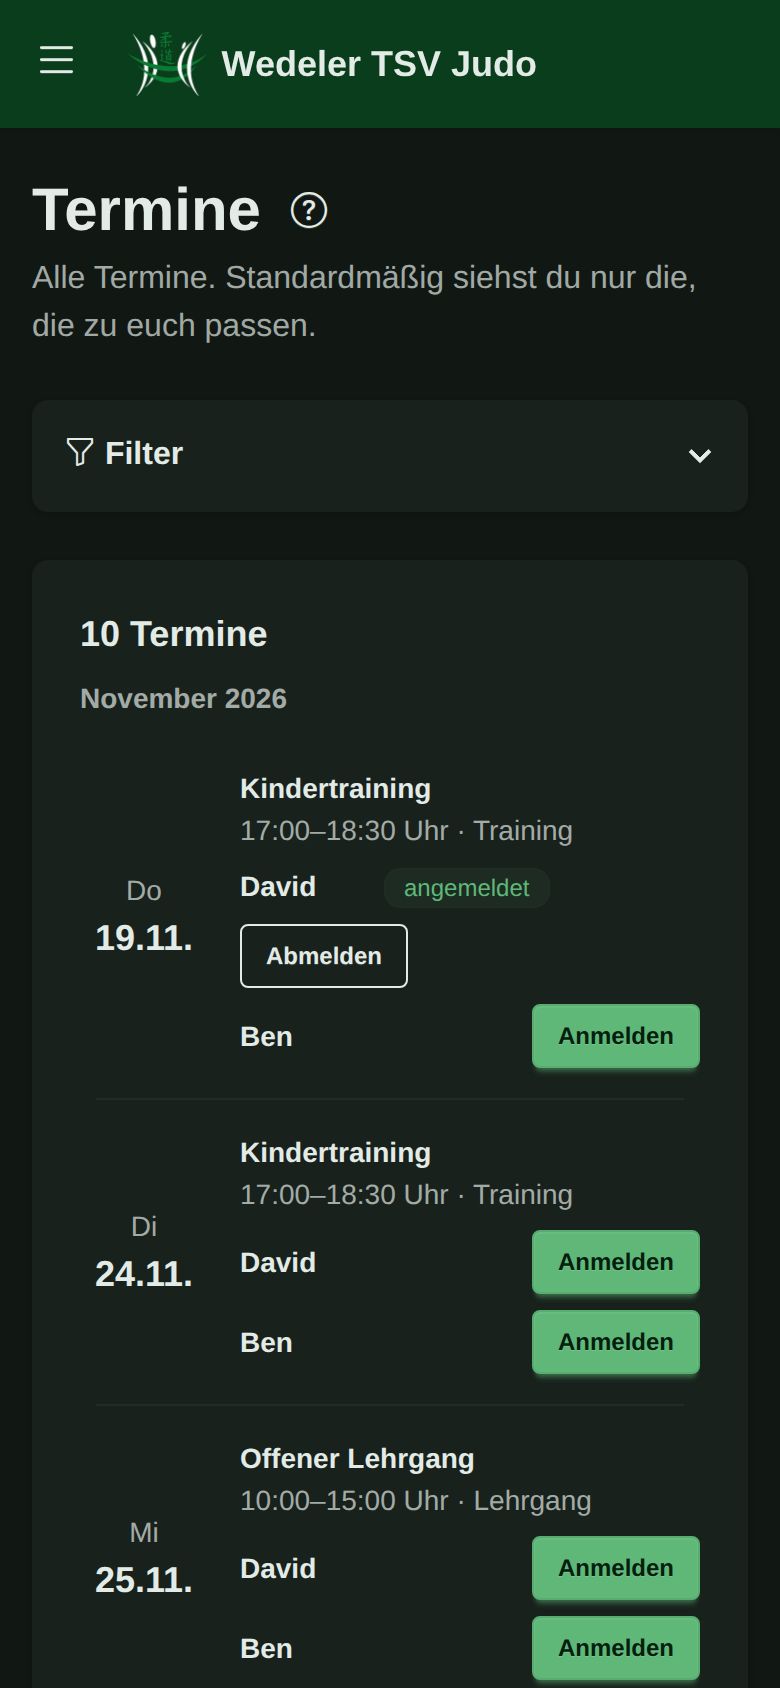 柔道
Wedeler TSV Judo
Termine
?
Alle Termine. Standardmäßig siehst du nur die,
die zu euch passen.
Filter
10 Termine
November 2026
Do
19.11.
Kindertraining
17:00–18:30 Uhr · Training
David angemeldet
Abmelden
Ben Anmelden
Di
24.11.
Kindertraining
17:00–18:30 Uhr · Training
David Anmelden
Ben Anmelden
Mi
25.11.
Offener Lehrgang
10:00–15:00 Uhr · Lehrgang
David Anmelden
Ben Anmelden